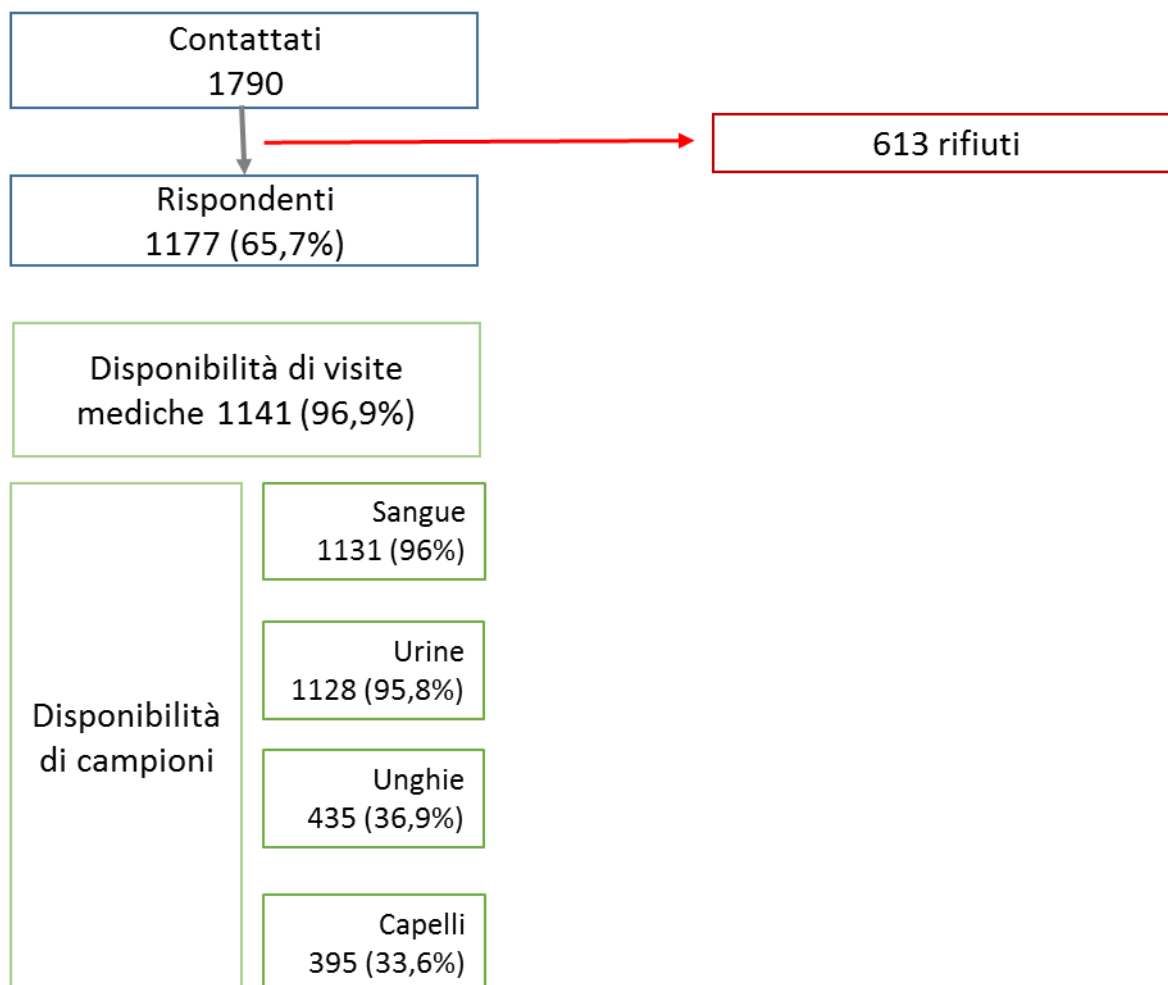 Contattati
1790
613 rifiuti
Rispondenti
1177 (65,7%)
Disponibilità di visite
mediche 1141 (96,9%)
Disponibilità
di campioni
Sangue
1131 (96%)
Urine
1128 (95,8%)
Unghie
435 (36,9%)
Capelli
395 (33,6%)